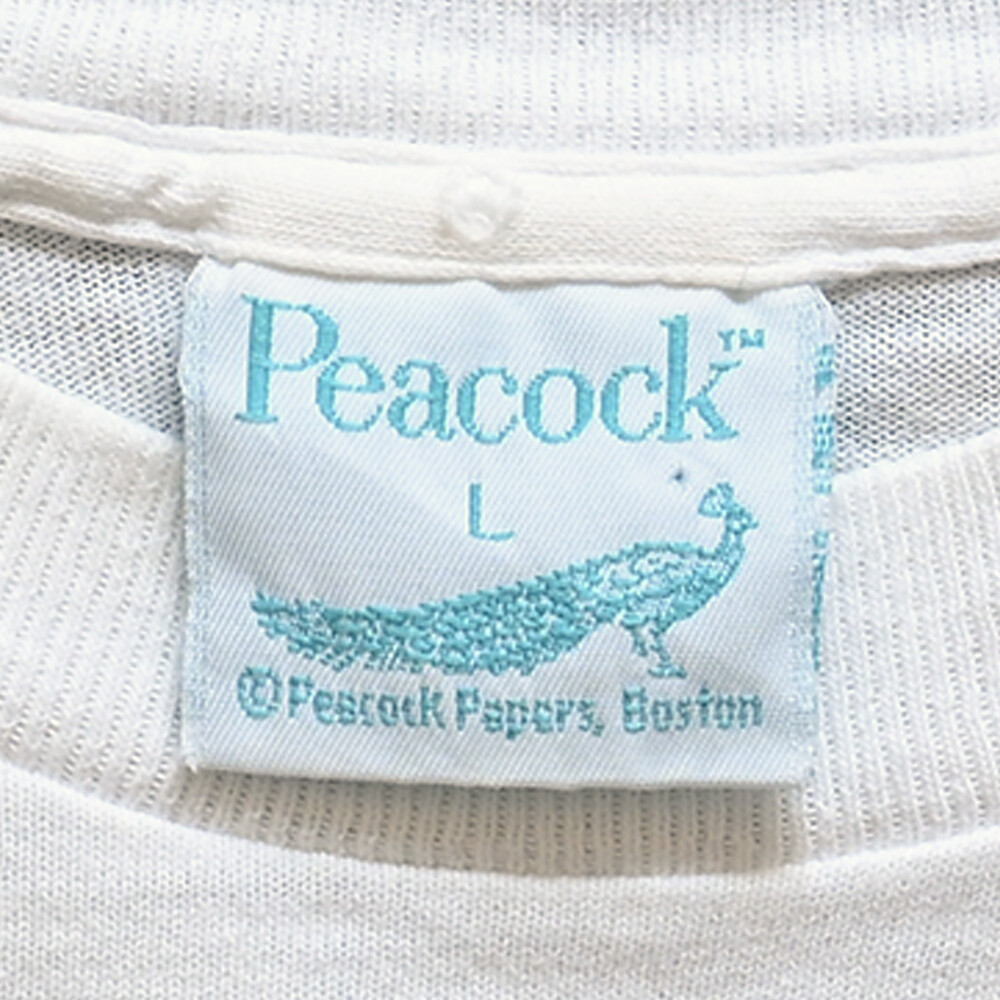 Peacock™
L
©Peacock Papers, Boston